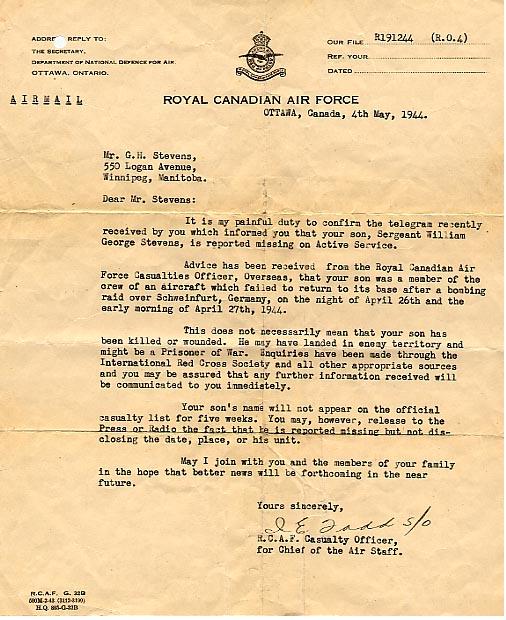 ADDRESS REPLY TO:
THE SECRETARY,
DEPARTMENT OF NATIONAL DEFENCE FOR AIR.
OTTAWA, ONTARIO.
OUR FILE R191244 (R.O.4)
REF. YOUR
DATED
AIRMAIL
ROYAL CANADIAN AIR FORCE
OTTAWA, Canada, 4th May, 1944.
Mr. G.H. Stevens,
550 Logan Avenue,
Winnipeg, Manitoba.
Dear Mr. Stevens:
It is my painful duty to confirm the telegram recently
received by you which informed you that your son, Sergeant William
George Stevens, is reported missing on Active Service.
Advice has been received from the Royal Canadian Air
Force Casualties Officer, Overseas, that your son was a member of the
crew of an aircraft which failed to return to its base after a bombing
raid over Schweinfurt, Germany, on the night of April 26th and the
early morning of April 27th, 1944.
This does not necessarily mean that your son has
been killed or wounded. He may have landed in enemy territory and
might be a Prisoner of War. Enquiries have been made through the
International Red Cross Society and all other appropriate sources
and you may be assured that any further information received will
be communicated to you immediately.
Your son's name will not appear on the official
casualty list for five weeks. You may, however, release to the
Press or Radio the fact that he is reported missing but not dis-
closing the date, place, or his unit.
May I join with you and the members of your family
in the hope that better news will be forthcoming in the near
future.
Yours sincerely,
R.C.A.F. Casualty Officer,
for Chief of the Air Staff.
R.C.A.F. G. 32B
H.Q. 885-G-32B